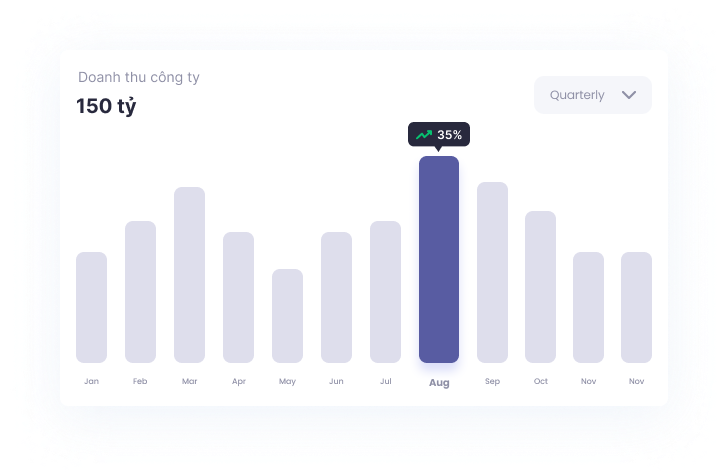 Doanh thu công ty
150 tỷ
Quarterly
35%
Jan Feb Mar Apr May Jun Jul Aug Sep Oct Nov Nov